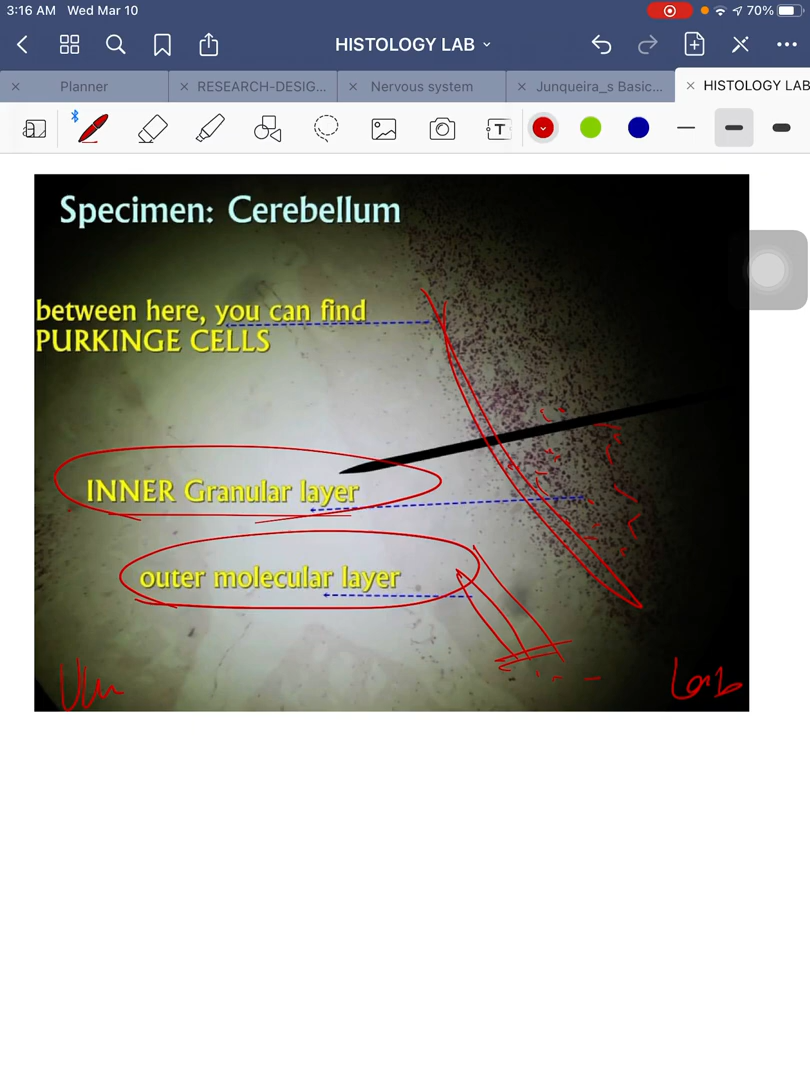 3:16 AM Wed Mar 10 70%
HISTOLOGY LAB
Planner RESEARCH-DESIG... Nervous system Junqueira_s Basic... HISTOLOGY LAB
T
Specimen: Cerebellum
between here, you can find
PURKINGE CELLS
INNER Granular layer
outer molecular layer